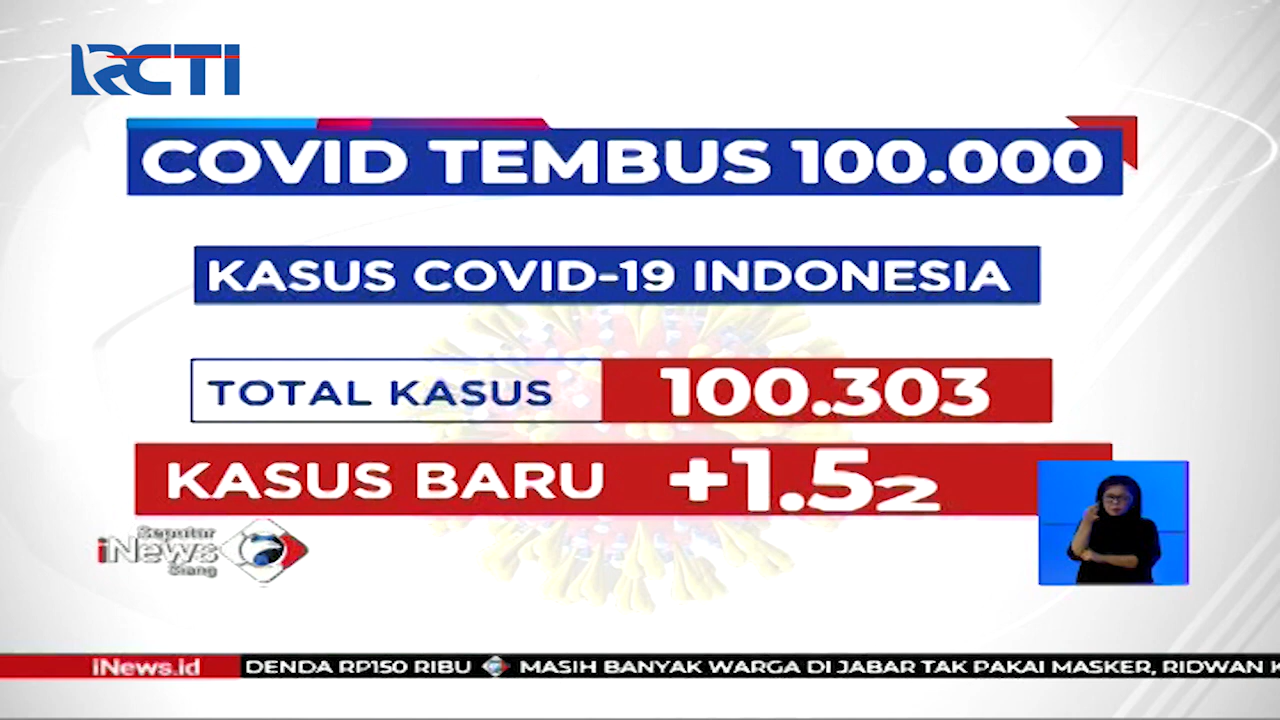 RCTI
COVID TEMBUS 100.000
KASUS COVID-19 INDONESIA
TOTAL KASUS 100.303
KASUS BARU +1.52
Seputar
iNews
Siang
iNews.id DENDA RP150 RIBU MASIH BANYAK WARGA DI JABAR TAK PAKAI MASKER, RIDWAN K